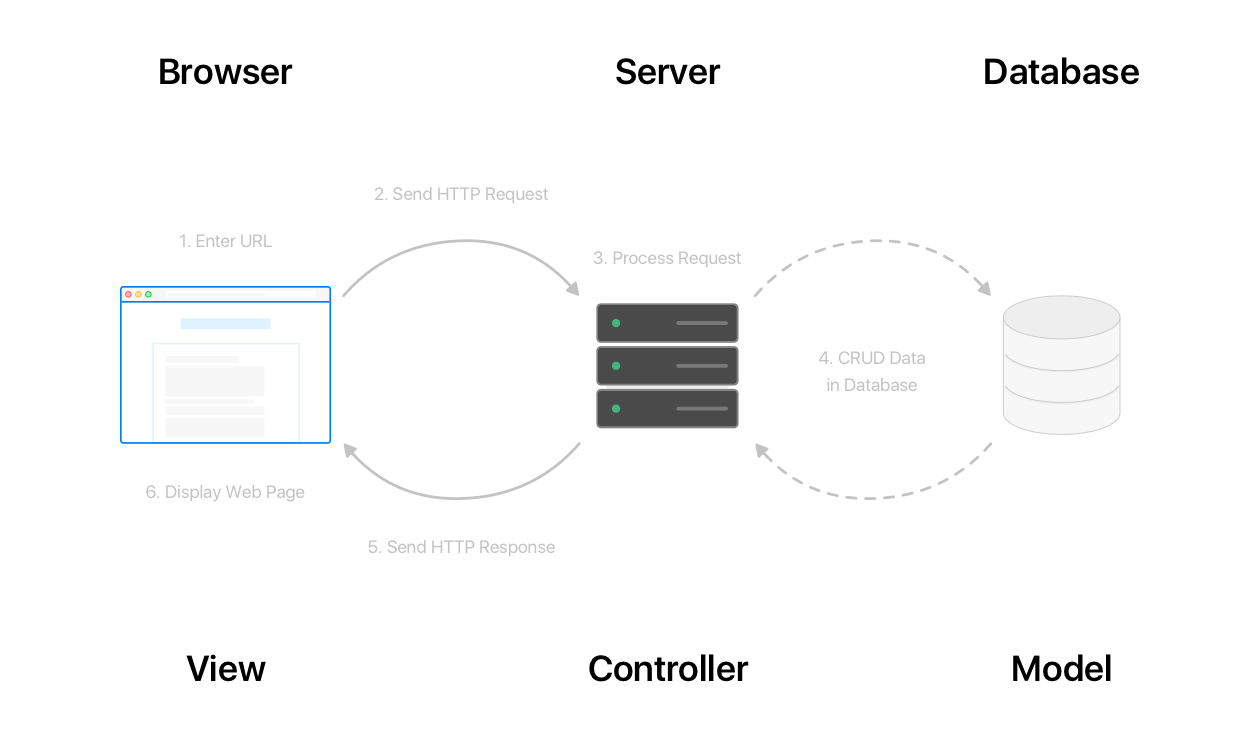 Browser
Server
Database
2. Send HTTP Request
1. Enter URL
3. Process Request
4. CRUD Data
in Database
6. Display Web Page
5. Send HTTP Response
View
Controller
Model